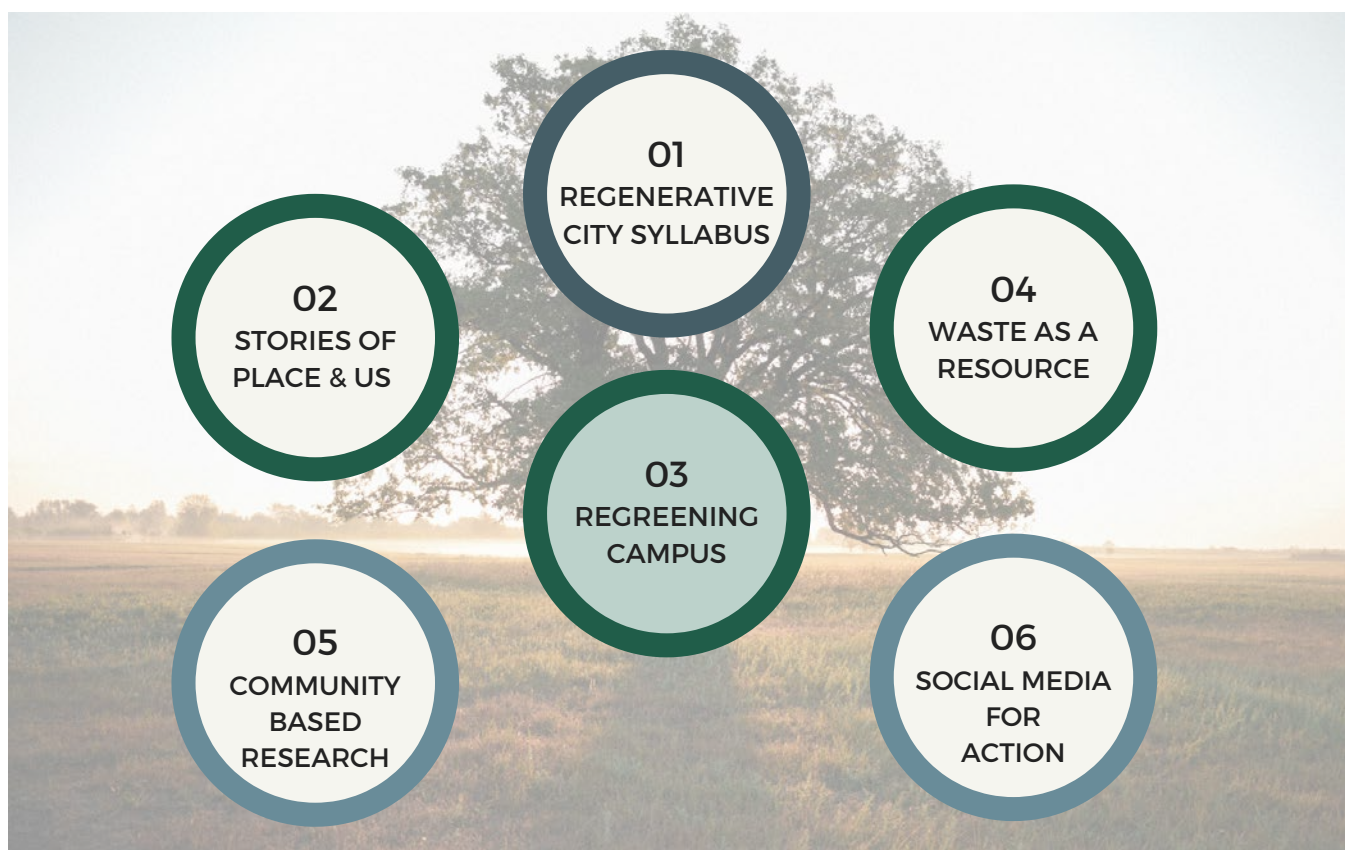 01
REGENERATIVE
CITY SYLLABUS
02
STORIES OF
PLACE & US
03
REGREENING
CAMPUS
04
WASTE AS A
RESOURCE
05
COMMUNITY
BASED
RESEARCH
06
SOCIAL MEDIA
FOR
ACTION